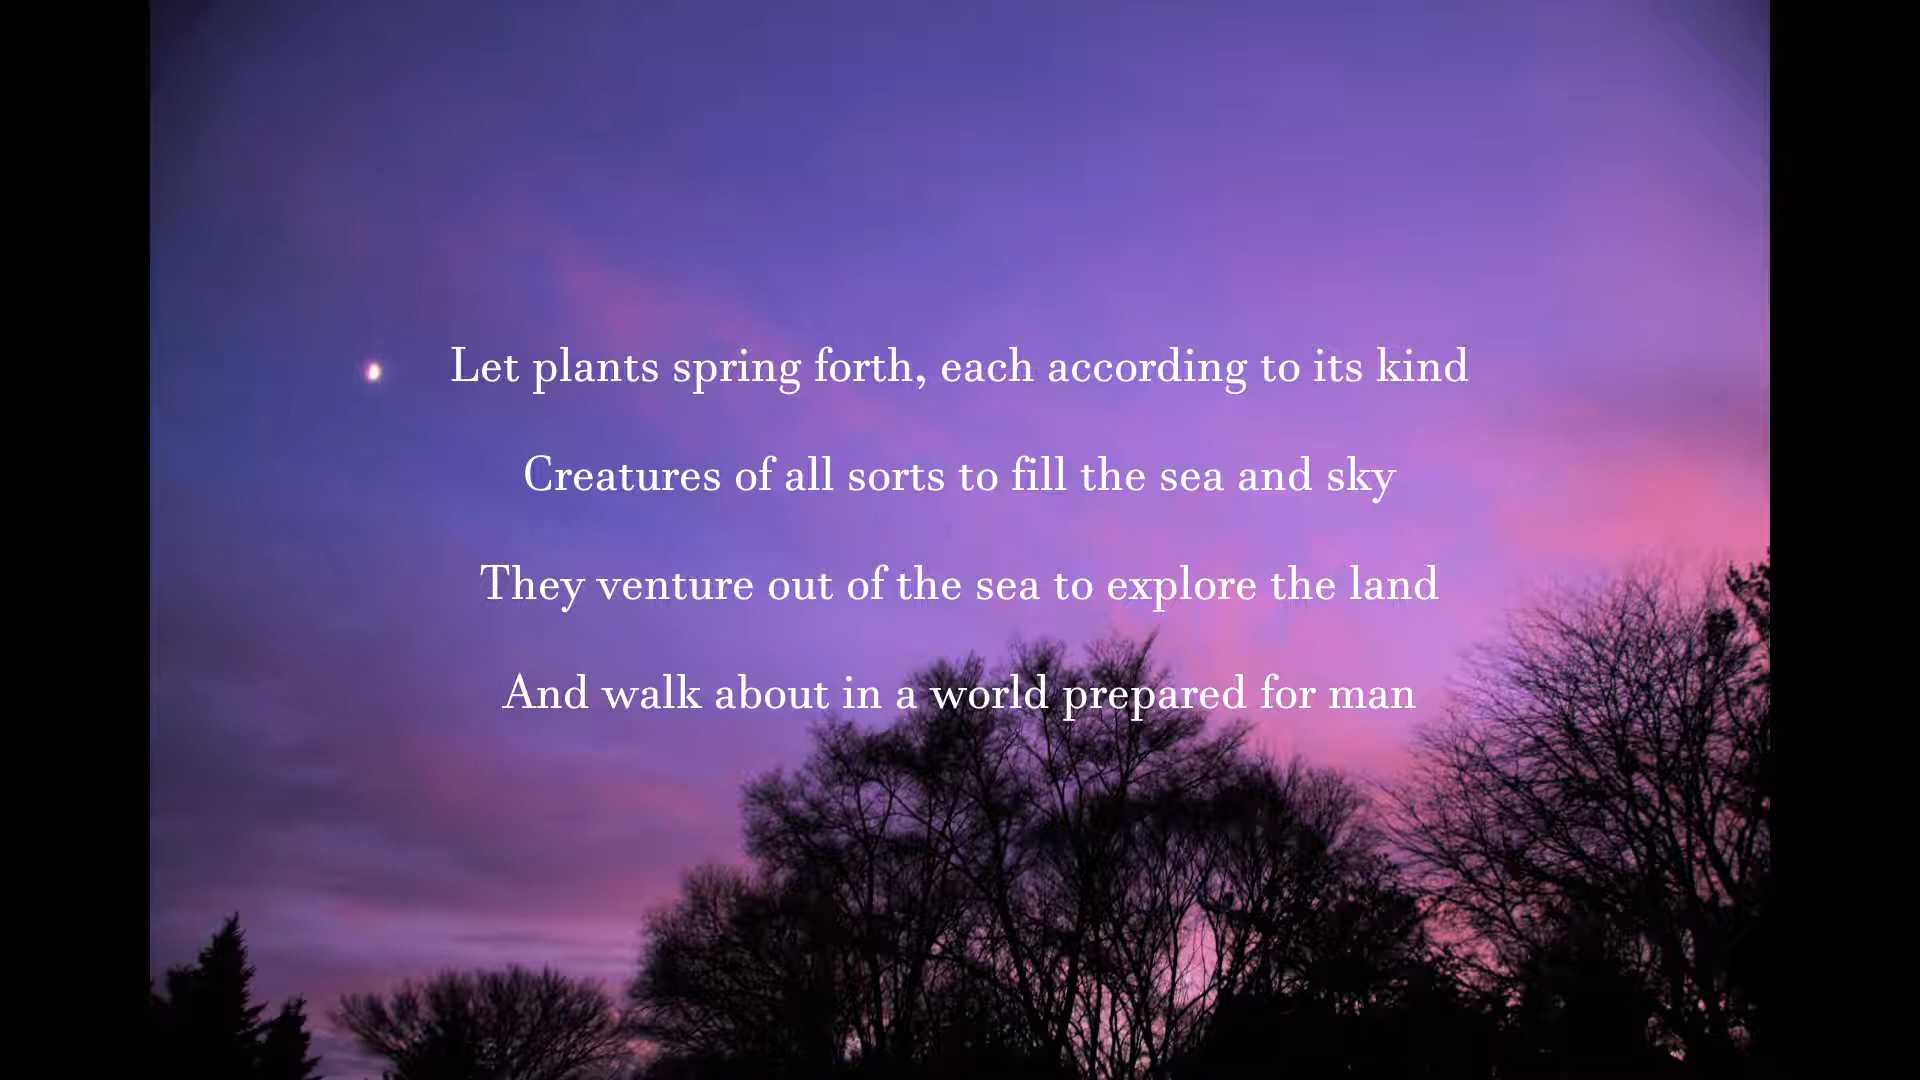 Let plants spring forth, each according to its kind
Creatures of all sorts to fill the sea and sky
They venture out of the sea to explore the land
And walk about in a world prepared for man